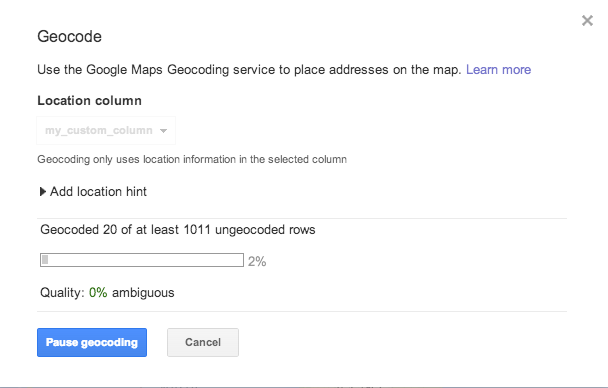 Geocode
Use the Google Maps Geocoding service to place addresses on the map. Learn more
Location column
my_custom_column
Geocoding only uses location information in the selected column
Add location hint
Geocoded 20 of at least 1011 ungeocoded rows
2%
Quality: 0% ambiguous
Pause geocoding Cancel